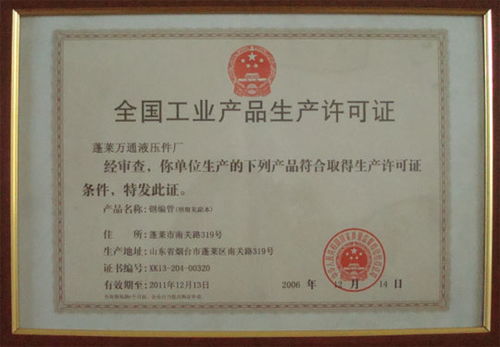 全国工业产品生产许可证
蓬莱万通液压件厂
经审查，你单位生产的下列产品符合取得生产许可证
条件，特发此证。
产品名称：钢编管（明细见副本）
住 所：蓬莱市南关路319号
生产地址：山东省烟台市蓬莱区南关路319号
证书编号：XK13-204-00320
有效期至：2011年12月13日
2006 年 12 月 14 日